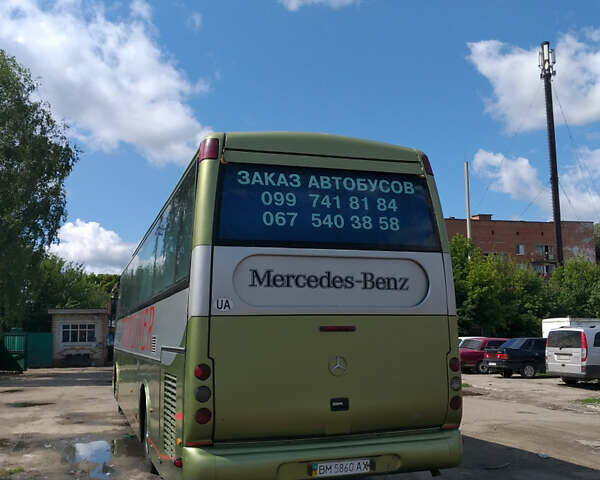 ЗАКАЗ АВТОБУСОВ
099 741 81 84
067 540 38 58
Mercedes-Benz
UA
BM 5860 AX